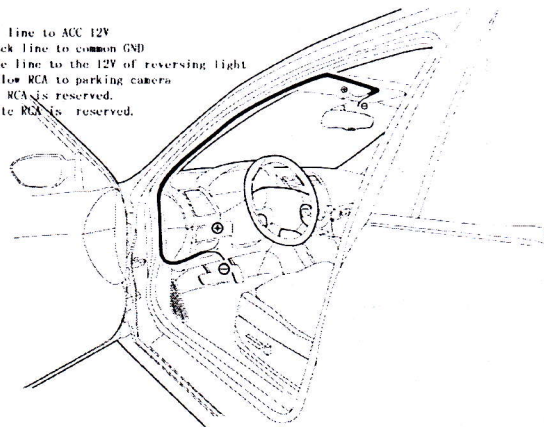 line to ACC 12V
ck line to common GND
e line to the 12V of reversing light
low RCA to parking camera
RCA is reserved.
te RCA is reserved.